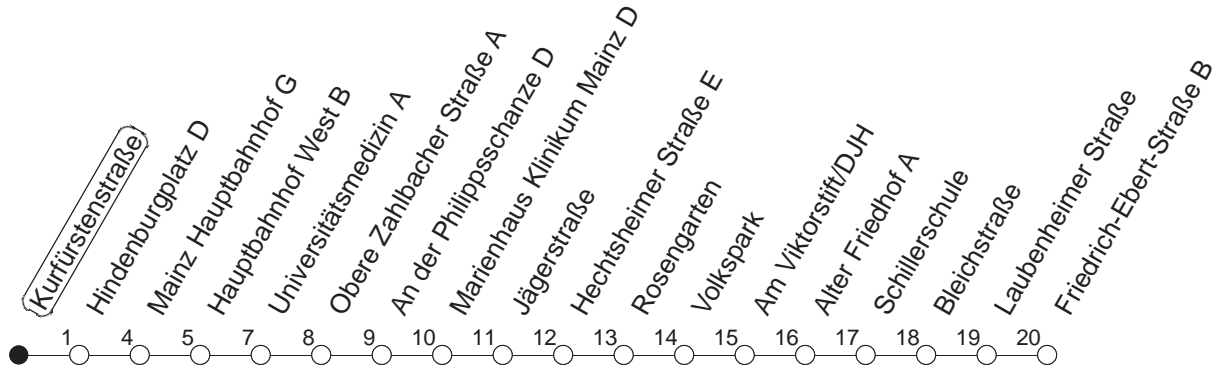 Kurfürstenstraße
Hindenburgplatz D
Mainz Hauptbahnhof G
Hauptbahnhof West B
Universitätsmedizin A
Obere Zahlbacher Straße A
An der Philippsschanze D
Marienhaus Klinikum Mainz D
Jägerstraße
Hechtsheimer Straße E
Rosengarten
Volkspark
Am Viktorstift/DJH
Alter Friedhof A
Schillerschule
Bleichstraße
Laubenheimer Straße
Friedrich-Ebert-Straße B
1 4 5 7 8 9 10 11 12 13 14 15 16 17 18 19 20